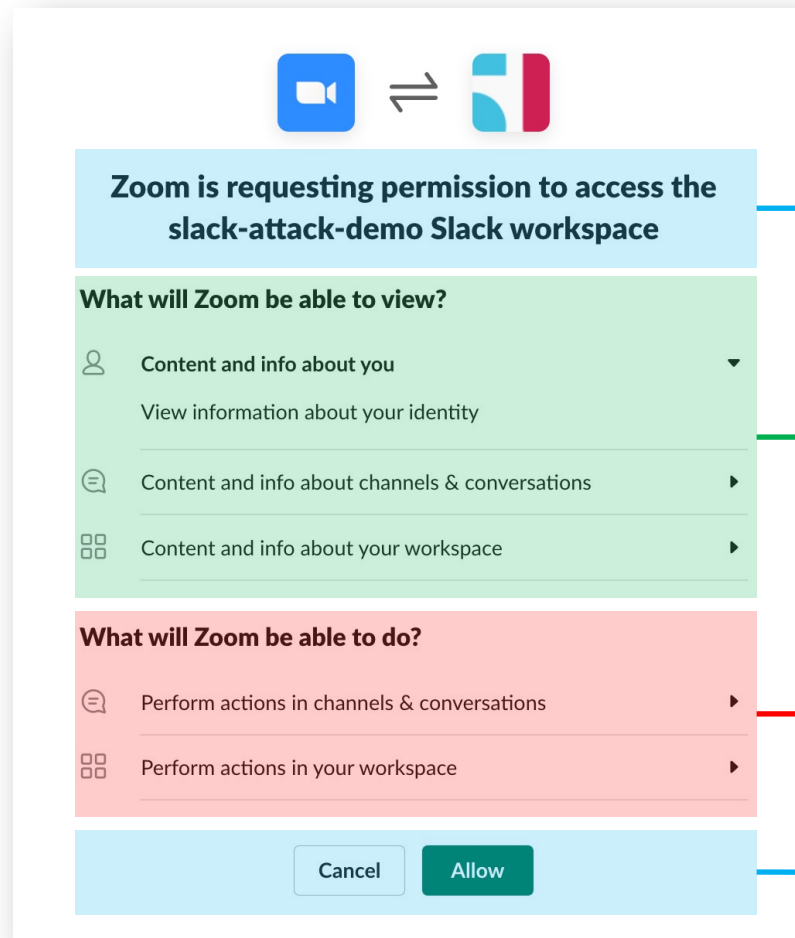 Zoom is requesting permission to access the
slack-attack-demo Slack workspace
What will Zoom be able to view?
Content and info about you
View information about your identity
Content and info about channels & conversations
Content and info about your workspace
What will Zoom be able to do?
Perform actions in channels & conversations
Perform actions in your workspace
Cancel Allow